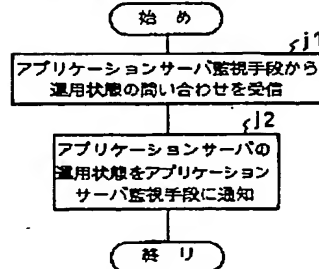 始め
j1
アプリケーションサーバ監視手段から
運用状態の問い合わせを受信
j2
アプリケーションサーバの
運用状態をアプリケーション
サーバ監視手段に通知
終り